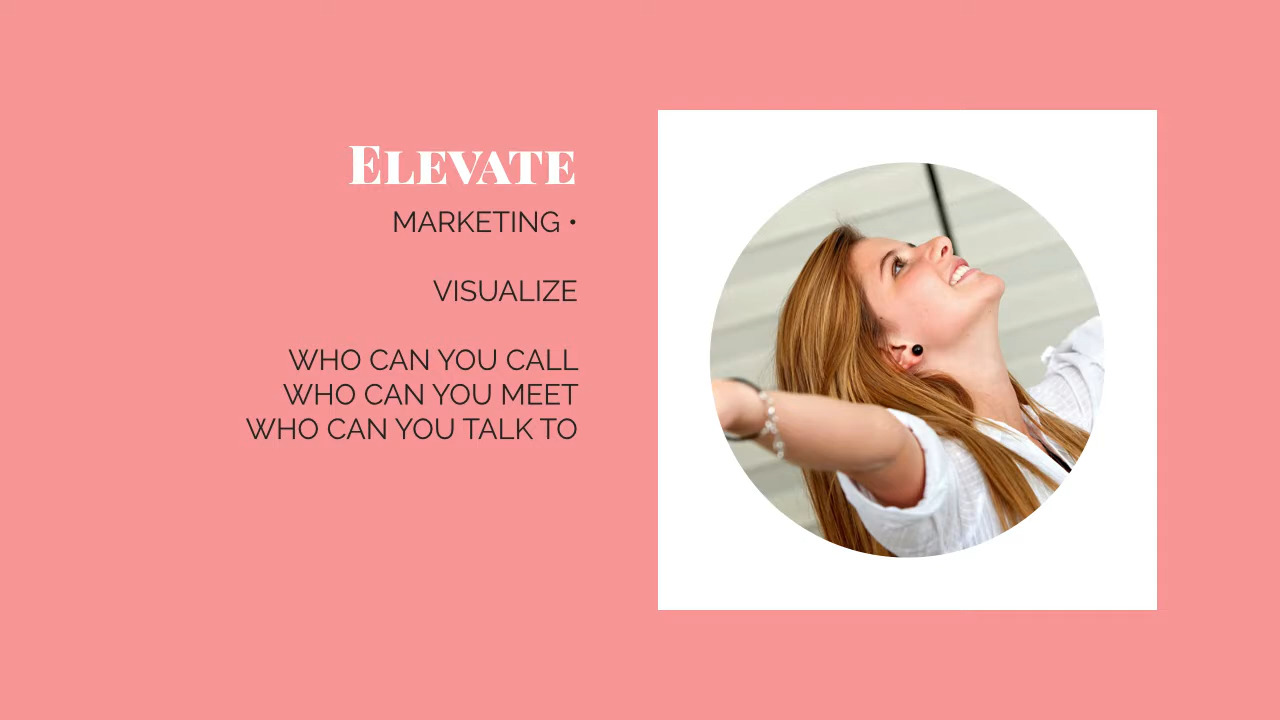 ELEVATE
MARKETING •
VISUALIZE
WHO CAN YOU CALL
WHO CAN YOU MEET
WHO CAN YOU TALK TO